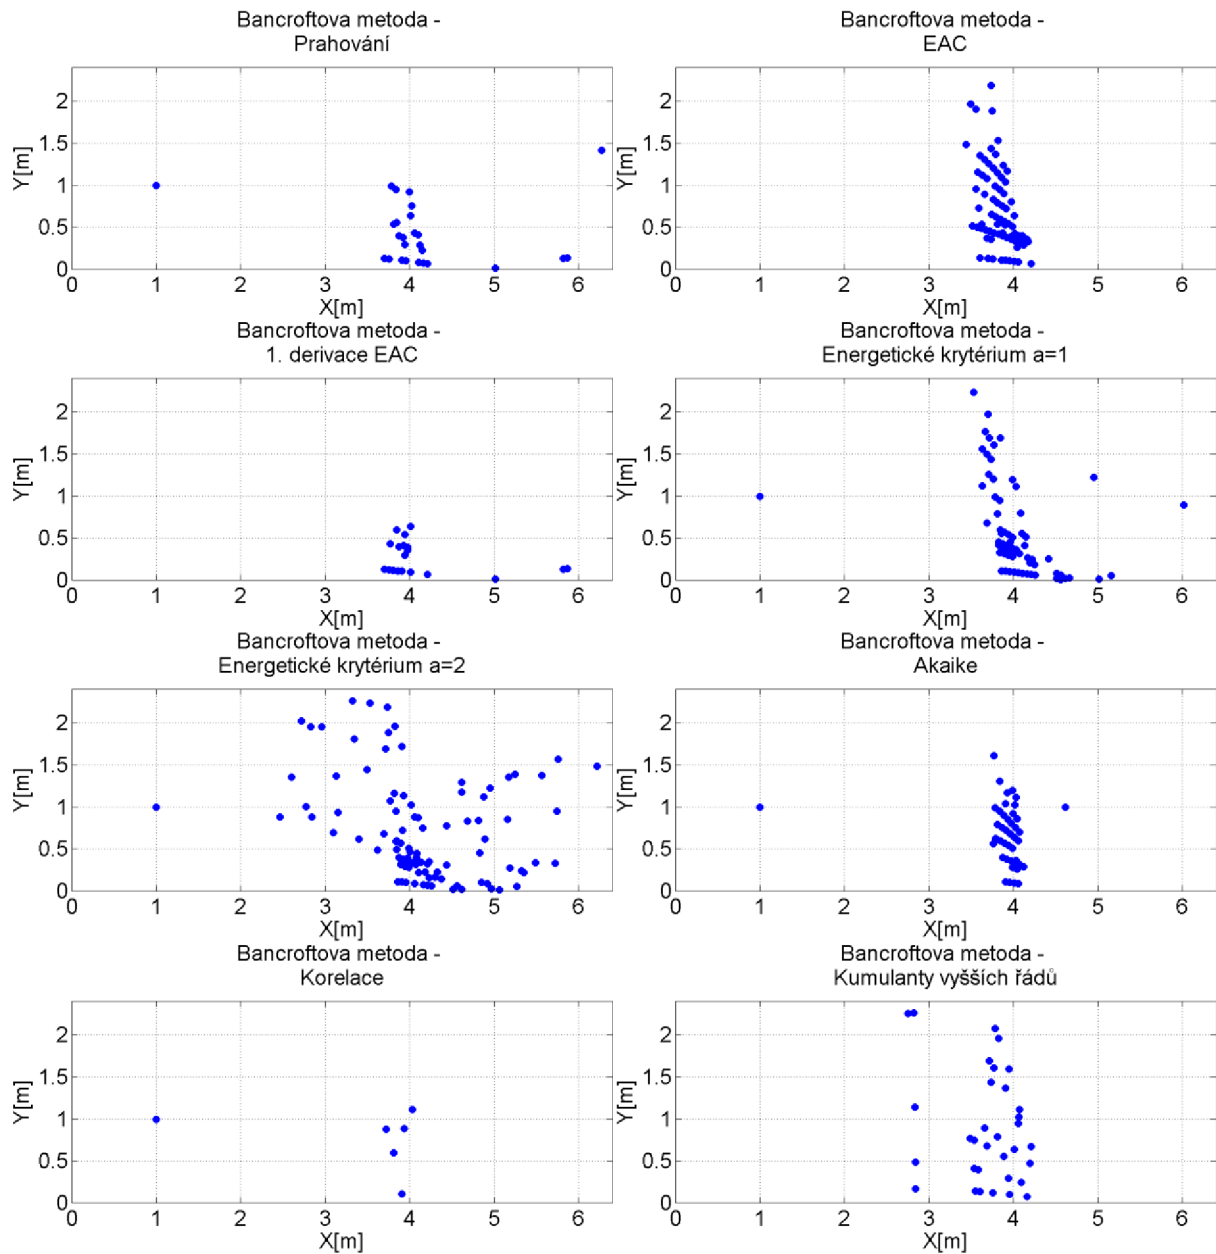 Bancroftova metoda -
Prahování
Y[m]
2
1.5
1
0.5
0
0 1 2 3 4 5 6
X[m]
Bancroftova metoda -
EAC
Y[m]
2
1.5
1
0.5
0
0 1 2 3 4 5 6
X[m]
Bancroftova metoda -
1. derivace EAC
Y[m]
2
1.5
1
0.5
0
0 1 2 3 4 5 6
X[m]
Bancroftova metoda -
Energetické krytérium a=1
Y[m]
2
1.5
1
0.5
0
0 1 2 3 4 5 6
X[m]
Bancroftova metoda -
Energetické krytérium a=2
Y[m]
2
1.5
1
0.5
0
0 1 2 3 4 5 6
X[m]
Bancroftova metoda -
Akaike
Y[m]
2
1.5
1
0.5
0
0 1 2 3 4 5 6
X[m]
Bancroftova metoda -
Korelace
Y[m]
2
1.5
1
0.5
0
0 1 2 3 4 5 6
X[m]
Bancroftova metoda -
Kumulanty vyšších řádů
Y[m]
2
1.5
1
0.5
0
0 1 2 3 4 5 6
X[m]